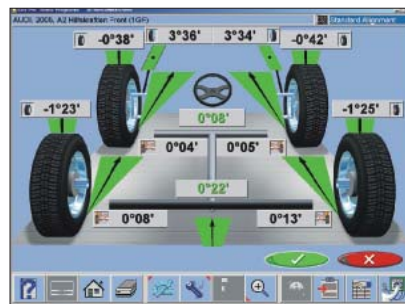 AUDI, 2005, A2 Hilfskraften Front (1GF)
Standard Alignment
-0°38' 3°36' 3°34' -0°42'
-1°23' -1°25'
0°08'
0°04' 0°05'
0°22'
0°08' 0°13'